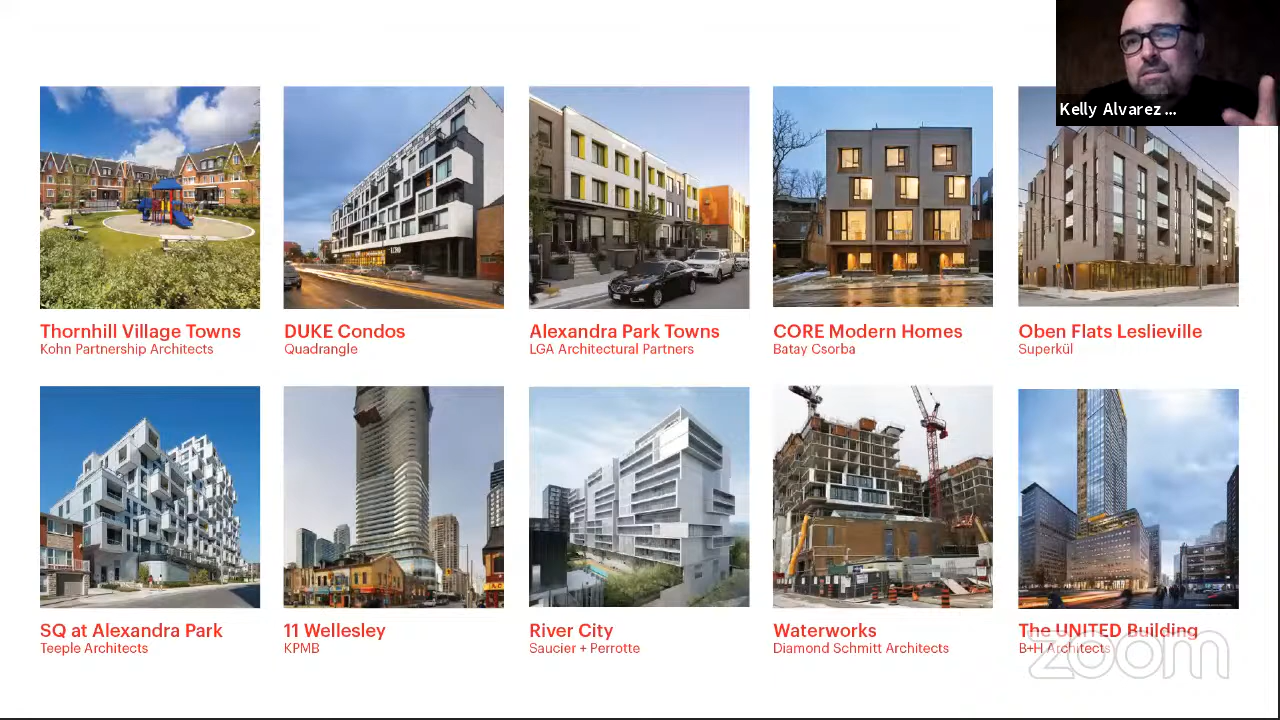 Kelly Alvarez ...
Thornhill Village Towns
Kohn Partnership Architects
DUKE Condos
Quadrangle
Alexandra Park Towns
LGA Architectural Partners
CORE Modern Homes
Batay Csorba
Oben Flats Leslieville
Superkül
SQ at Alexandra Park
Teeple Architects
11 Wellesley
KPMB
River City
Saucier + Perrotte
Waterworks
Diamond Schmitt Architects
The UNITED Building
B+H Architects
zoom